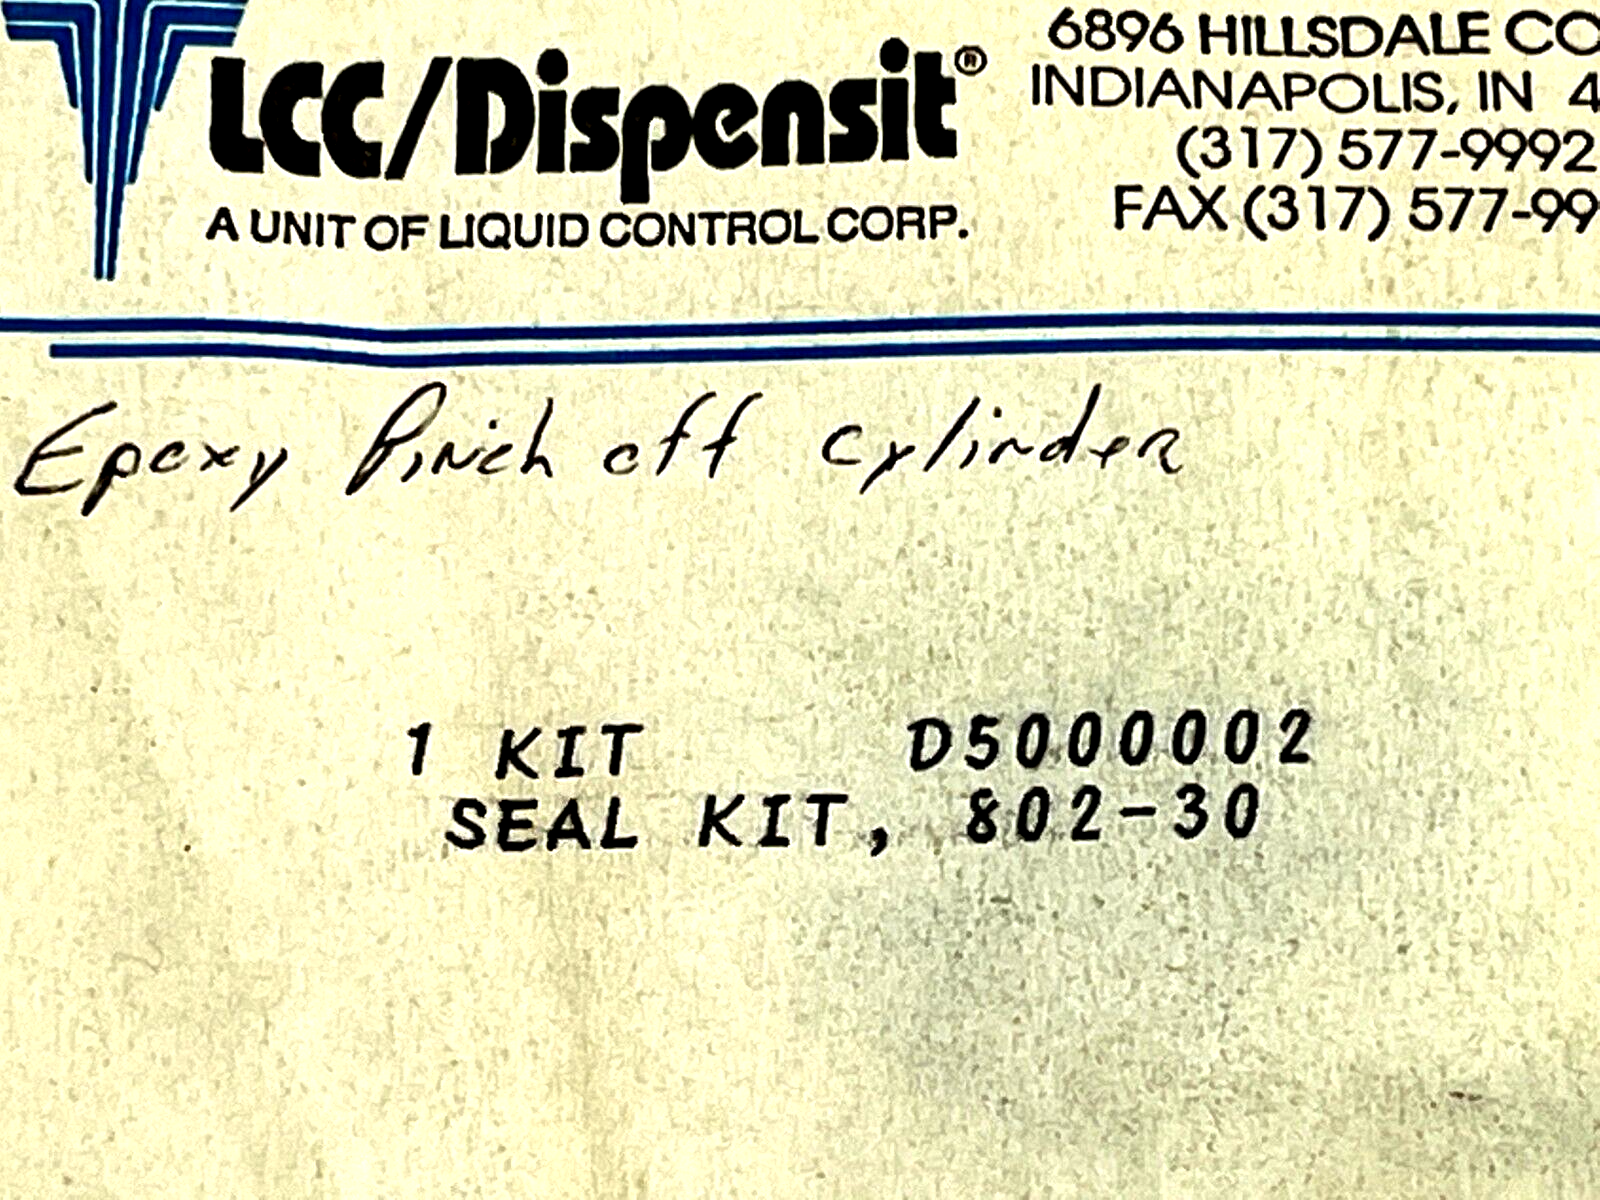 LCC/Dispensit®
A UNIT OF LIQUID CONTROL CORP.
6896 HILLSDALE CO
INDIANAPOLIS, IN 4
(317) 577-9992
FAX (317) 577-99
Epoxy Pinch off cylinder
1 KIT D5000002
SEAL KIT, 802-30